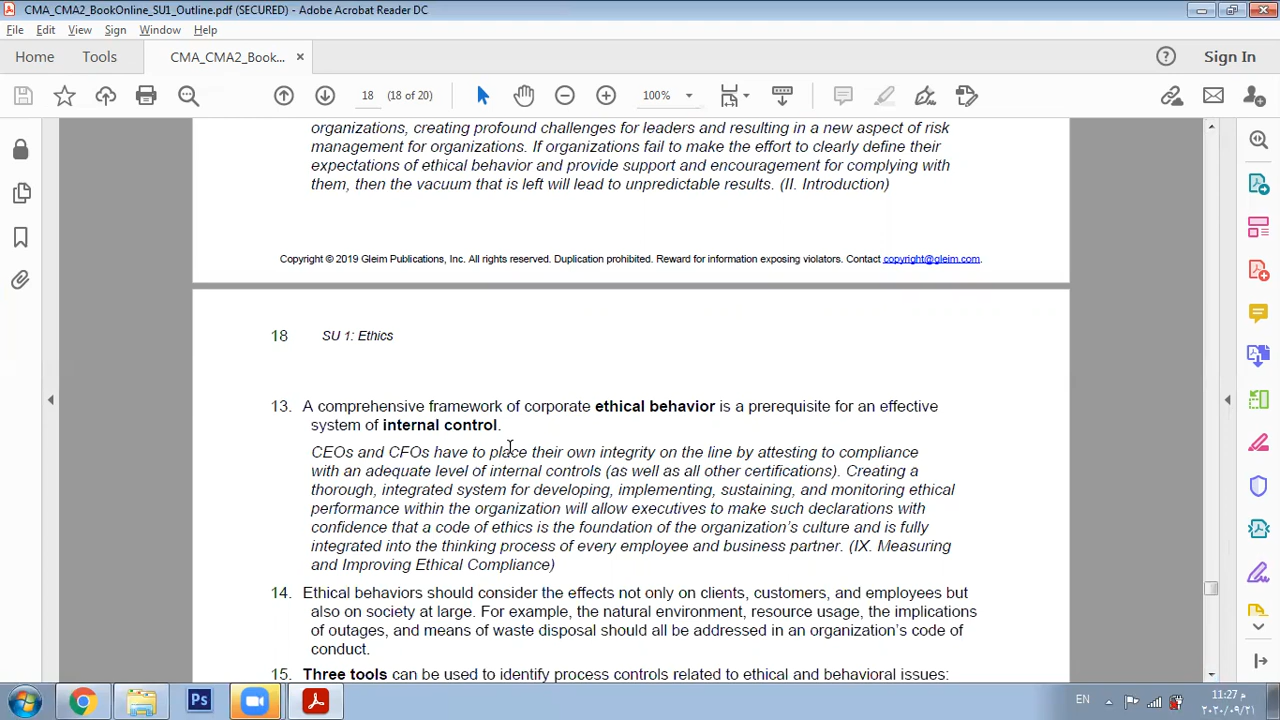 CMA_CMA2_BookOnline_SU1_Outline.pdf (SECURED) - Adobe Acrobat Reader DC
File Edit View Sign Window Help
Home Tools CMA_CMA2_Book... × Sign In
18 (18 of 20) 100%
organizations, creating profound challenges for leaders and resulting in a new aspect of risk
management for organizations. If organizations fail to make the effort to clearly define their
expectations of ethical behavior and provide support and encouragement for complying with
them, then the vacuum that is left will lead to unpredictable results. (II. Introduction)
Copyright © 2019 Gleim Publications, Inc. All rights reserved. Duplication prohibited. Reward for information exposing violators. Contact copyright@gleim.com.
18 SU 1: Ethics
13. A comprehensive framework of corporate ethical behavior is a prerequisite for an effective
system of internal control.
CEOs and CFOs have to place their own integrity on the line by attesting to compliance
with an adequate level of internal controls (as well as all other certifications). Creating a
thorough, integrated system for developing, implementing, sustaining, and monitoring ethical
performance within the organization will allow executives to make such declarations with
confidence that a code of ethics is the foundation of the organization's culture and is fully
integrated into the thinking process of every employee and business partner. (IX. Measuring
and Improving Ethical Compliance)
14. Ethical behaviors should consider the effects not only on clients, customers, and employees but
also on society at large. For example, the natural environment, resource usage, the implications
of outages, and means of waste disposal should all be addressed in an organization's code of
conduct.
15. Three tools can be used to identify process controls related to ethical and behavioral issues:
Ps EN 11:27 م
٢٠٢٠/٠٩/٢١